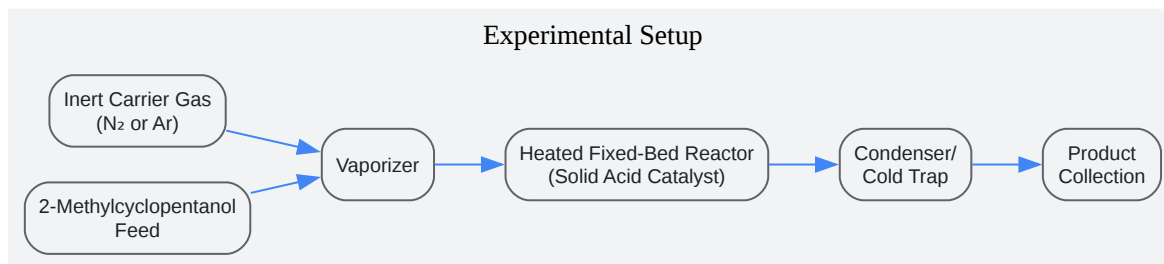 Experimental Setup
Inert Carrier Gas
(N₂ or Ar)
2-Methylcyclopentanol
Feed
Vaporizer
Heated Fixed-Bed Reactor
(Solid Acid Catalyst)
Condenser/
Cold Trap
Product
Collection